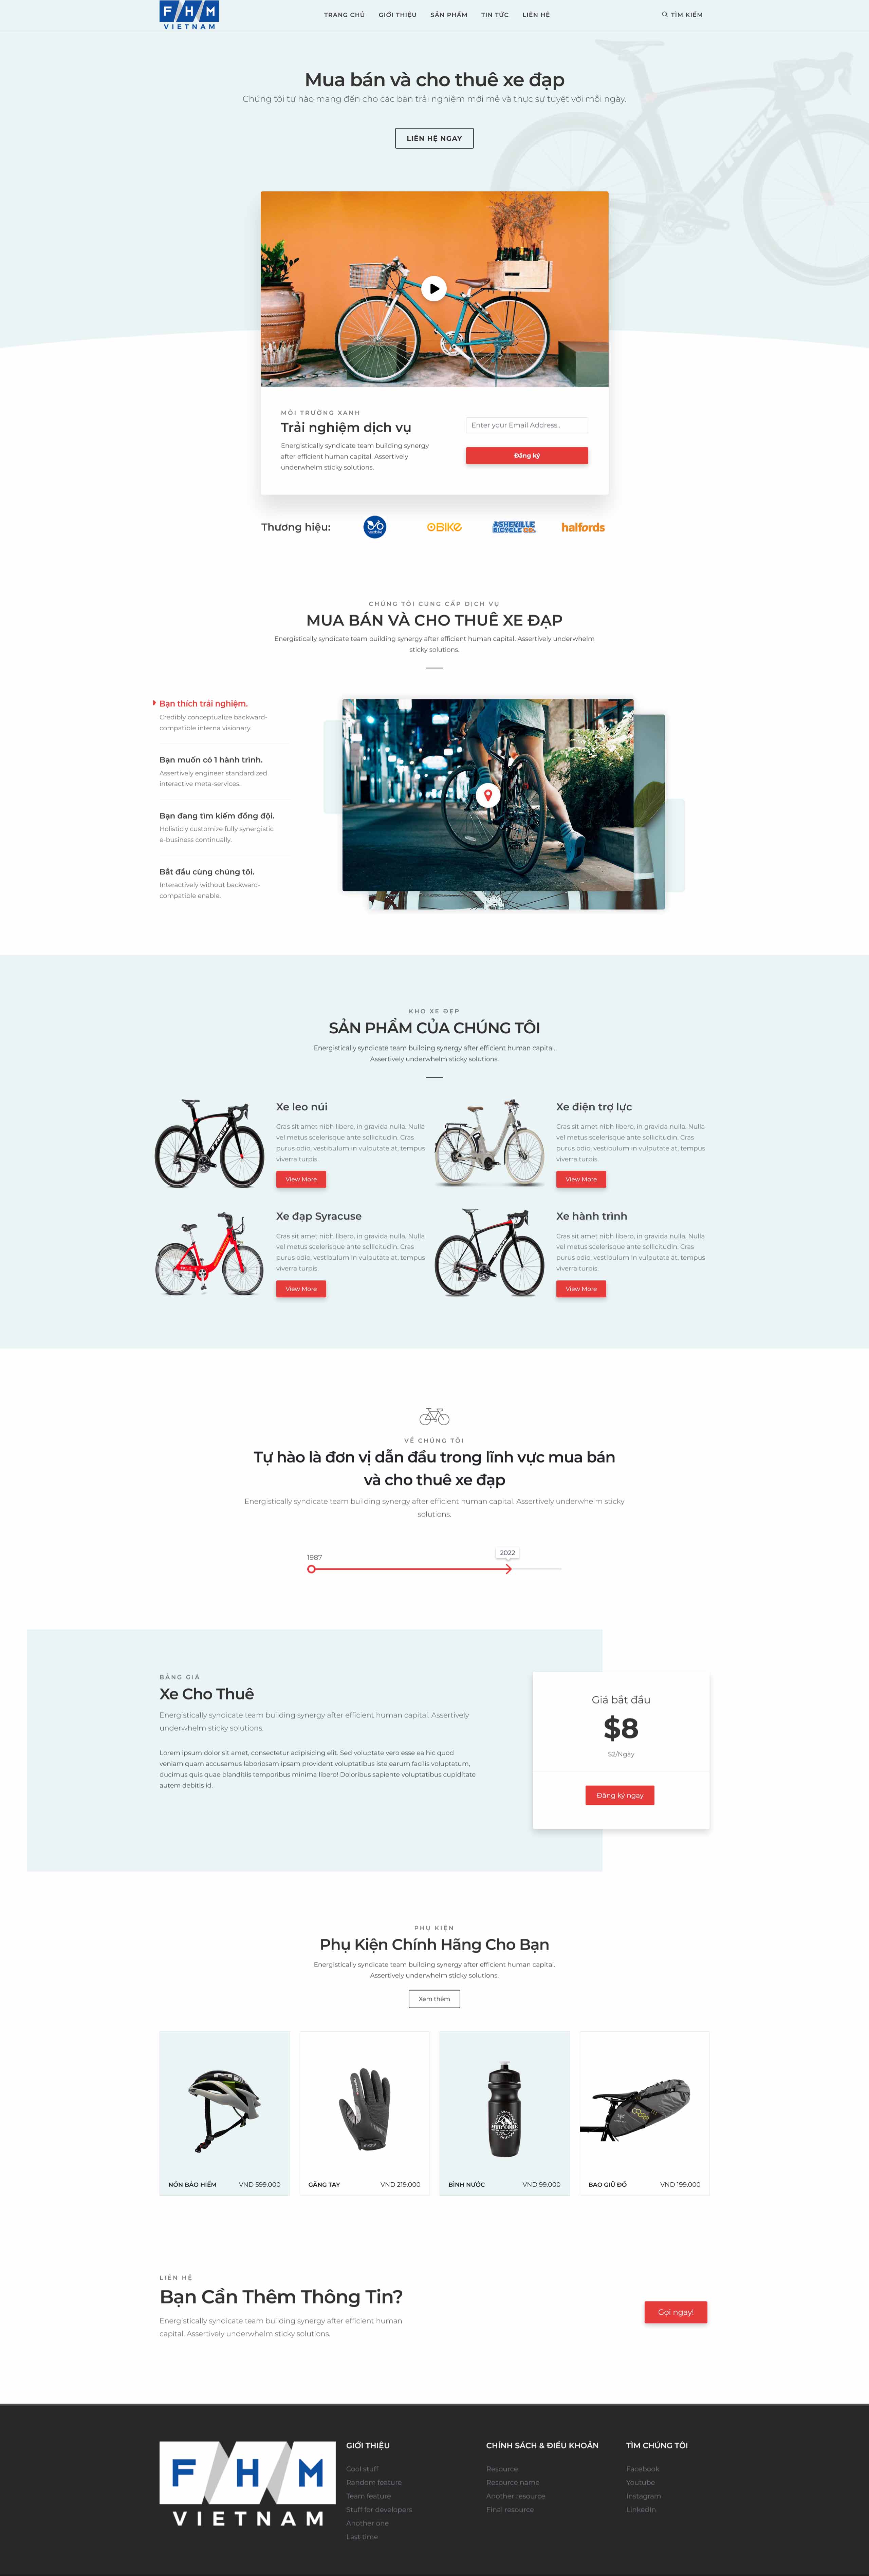 FHM
VIETNAM
TRANG CHỦ GIỚI THIỆU SẢN PHẨM TIN TỨC LIÊN HỆ TÌM KIẾM
Mua bán và cho thuê xe đạp
Chúng tôi tự hào mang đến cho các bạn trải nghiệm mới mẻ và thực sự tuyệt vời mỗi ngày.
LIÊN HỆ NGAY
TREK
MÔI TRƯỜNG XANH
Trải nghiệm dịch vụ
Energistically syndicate team building synergy
after efficient human capital. Assertively
underwhelm sticky solutions.
Enter your Email Address..
Đăng ký
Thương hiệu:
OBIKE
ASHEVILLE
BICYCLE CO.
halfords
CHÚNG TÔI CUNG CẤP DỊCH VỤ
MUA BÁN VÀ CHO THUÊ XE ĐẠP
Energistically syndicate team building synergy after efficient human capital. Assertively underwhelm
sticky solutions.
Bạn thích trải nghiệm.
Credibly conceptualize backward-
compatible interna visionary.
Bạn muốn có 1 hành trình.
Assertively engineer standardized
interactive meta-services.
Bạn đang tìm kiếm đồng đội.
Holisticly customize fully synergistic
e-business continually.
Bắt đầu cùng chúng tôi.
Interactively without backward-
compatible enable.
KHO XE ĐẸP
SẢN PHẨM CỦA CHÚNG TÔI
Energistically syndicate team building synergy after efficient human capital.
Assertively underwhelm sticky solutions.
Xe leo núi
Cras sit amet nibh libero, in gravida nulla. Nulla
vel metus scelerisque ante sollicitudin. Cras
purus odio, vestibulum in vulputate at, tempus
viverra turpis.
View More
Xe điện trợ lực
Cras sit amet nibh libero, in gravida nulla. Nulla
vel metus scelerisque ante sollicitudin. Cras
purus odio, vestibulum in vulputate at, tempus
viverra turpis.
View More
Xe đạp Syracuse
Cras sit amet nibh libero, in gravida nulla. Nulla
vel metus scelerisque ante sollicitudin. Cras
purus odio, vestibulum in vulputate at, tempus
viverra turpis.
View More
Xe hành trình
Cras sit amet nibh libero, in gravida nulla. Nulla
vel metus scelerisque ante sollicitudin. Cras
purus odio, vestibulum in vulputate at, tempus
viverra turpis.
View More
VỀ CHÚNG TÔI
Tự hào là đơn vị dẫn đầu trong lĩnh vực mua bán
và cho thuê xe đạp
Energistically syndicate team building synergy after efficient human capital. Assertively underwhelm sticky
solutions.
1987
2022
BẢNG GIÁ
Xe Cho Thuê
Energistically syndicate team building synergy after efficient human capital. Assertively
underwhelm sticky solutions.
Lorem ipsum dolor sit amet, consectetur adipisicing elit. Sed voluptate vero esse ea hic quod
veniam quam accusamus laboriosam ipsam provident voluptatibus iste earum facilis voluptatum,
ducimus quis quae blanditiis temporibus minima libero! Doloribus sapiente voluptatibus cupiditate
autem debitis id.
Giá bắt đầu
$8
$2/Ngày
Đăng ký ngay
PHỤ KIỆN
Phụ Kiện Chính Hãng Cho Bạn
Energistically syndicate team building synergy after efficient human capital.
Assertively underwhelm sticky solutions.
Xem thêm
NÓN BẢO HIỂM VND 599.000
GĂNG TAY VND 219.000
BÌNH NƯỚC VND 99.000
BAO GIỮ ĐỒ VND 199.000
LIÊN HỆ
Bạn Cần Thêm Thông Tin?
Energistically syndicate team building synergy after efficient human
capital. Assertively underwhelm sticky solutions.
Gọi ngay!
FHM
VIETNAM
GIỚI THIỆU
Cool stuff
Random feature
Team feature
Stuff for developers
Another one
Last time
CHÍNH SÁCH & ĐIỀU KHOẢN
Resource
Resource name
Another resource
Final resource
TÌM CHÚNG TÔI
Facebook
Youtube
Instagram
LinkedIn